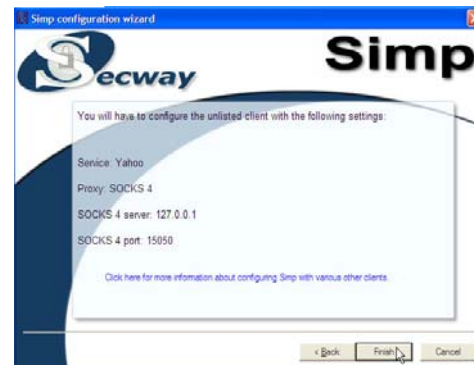 Simp configuration wizard
Secway
Simp
You will have to configure the unlisted client with the following settings:
Service: Yahoo
Proxy: SOCKS 4
SOCKS 4 server: 127.0.0.1
SOCKS 4 port: 15050
Click here for more information about configuring Simp with various other clients.
< Back
Finish
Cancel